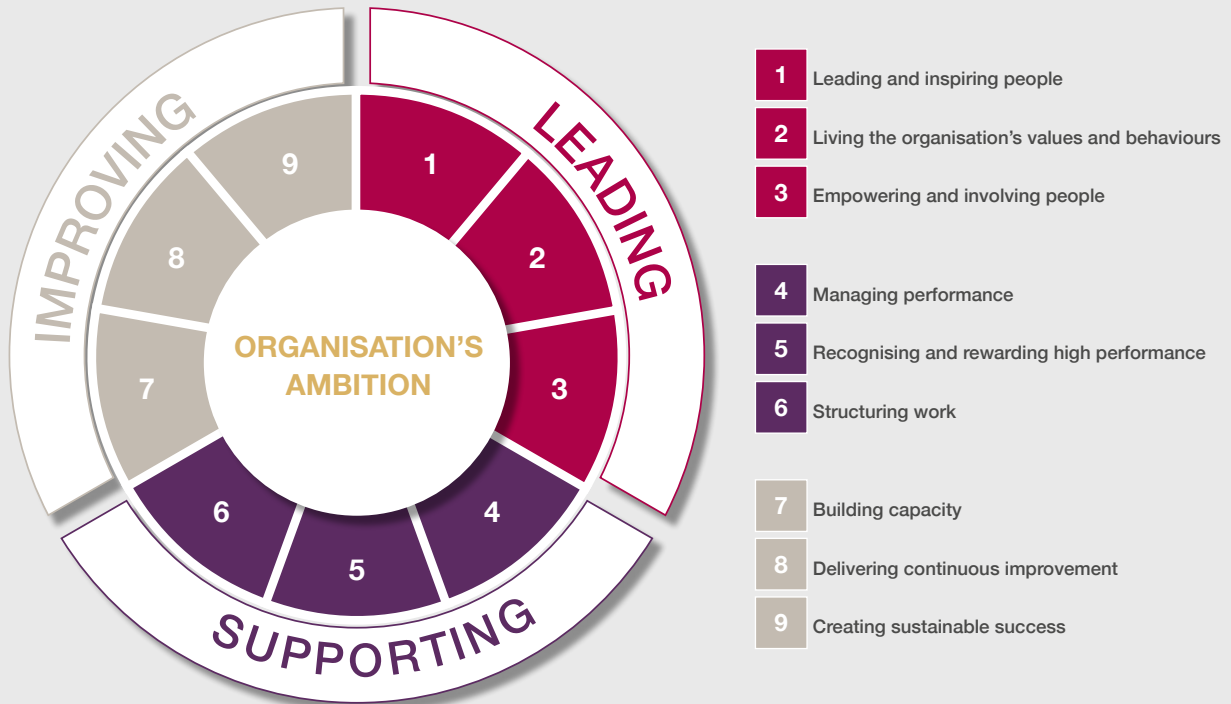 IMPROVING
LEADING
SUPPORTING
9
1
8
2
7
3
6
4
5
ORGANISATION’S
AMBITION
1 Leading and inspiring people
2 Living the organisation’s values and behaviours
3 Empowering and involving people
4 Managing performance
5 Recognising and rewarding high performance
6 Structuring work
7 Building capacity
8 Delivering continuous improvement
9 Creating sustainable success